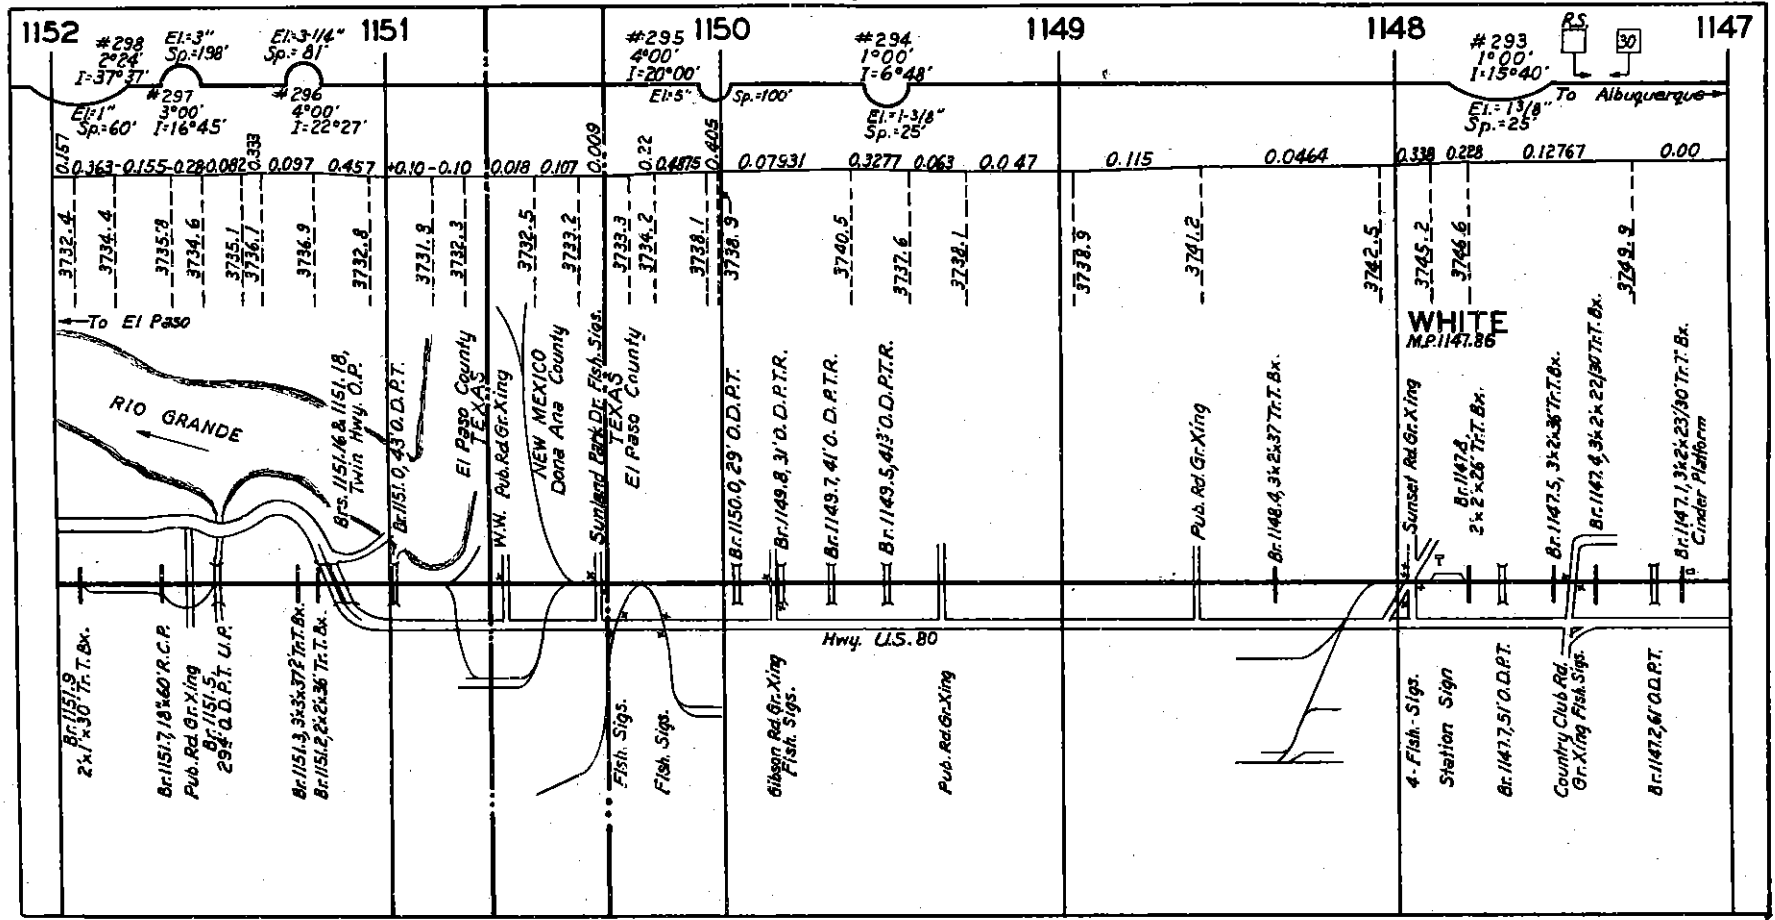 1152
1151
1150
1149
1148
1147
#298
2°24'
I=37°37'
El=1"
Sp.=60'
El.=3"
Sp.=198'
#297
3°00'
I=16°45'
El=3-1/4"
Sp.=81'
#296
4°00'
I=22°27'
#295
4°00'
I=20°00'
El=5"
Sp.=100'
#294
1°00'
I=6°48'
El.=1-3/8"
Sp.=25'
#293
1°00'
I=15°40'
El.=1 3/8"
Sp.=25'
R.S.
30
To Albuquerque
0.157
0.363
-0.155
-0.28
0.082
0.333
0.097
0.457
+0.10
-0.10
0.018
0.107
0.009
0.22
0.4875
0.405
0.07931
0.3277
0.063
0.047
0.115
0.0464
0.338
0.228
0.12767
0.00
3732.4
3734.4
3735.8
3734.6
3735.1
3736.1
3736.9
3732.8
3731.9
3732.3
3732.5
3733.2
3733.3
3734.2
3738.1
3738.9
3740.5
3737.6
3738.1
3738.9
3741.2
3742.5
3745.2
3746.6
3749.9
To El Paso
RIO GRANDE
Brs. 1151.16 & 1151.18,
Twin Hwy. O.P.
Br.1151.0, 43' O.D.P.T.
El Paso County
TEXAS
W.W. Pub.Rd.Gr.Xing
NEW MEXICO
Dona Ana County
Sunland Park Dr. Flsh. Sigs.
TEXAS
El Paso County
Br.1150.0, 29' O.D.P.T.
Br.1149.8, 31' O.D.P.T.R.
Br.1149.7, 41' O.D.P.T.R.
Br.1149.5, 413' O.D.P.T.R.
Pub. Rd. Gr. Xing
Br.1148.4, 3'x2'x37' Tr.T. Bx.
WHITE
M.P.1147.86
Sunset Rd. Gr. Xing
Br.1147.8,
2'x2'x26' Tr.T. Bx.
Br.1147.5, 3'x2'x36' Tr.T. Bx.
Br.1147.4, 3'x2'x22/30' Tr.T. Bx.
Br.1147.1, 3'x2'x23/30' Tr.T. Bx.
Cinder Platform
Hwy. U.S. 80
Br.1151.9
2'x1'x30' Tr.T. Bx.
Br.1151.7, 18"x60' R.C.P.
Pub. Rd. Gr. Xing
Br.1151.5,
294' O.D.P.T. U.P.
Br.1151.3, 3'x3'x37' Tr.T. Bx.
Br.1151.2, 2'x2'x36' Tr.T. Bx.
Flsh. Sigs.
Flsh. Sigs.
Gibson Rd. Gr. Xing
Flsh. Sigs.
Pub. Rd. Gr. Xing
4-Flsh.-Sigs.
Station Sign
Br.1147.7, 51' O.D.P.T.
Country Club Rd.
Gr. Xing Flsh. Sigs.
Br.1147.2, 61' O.D.P.T.